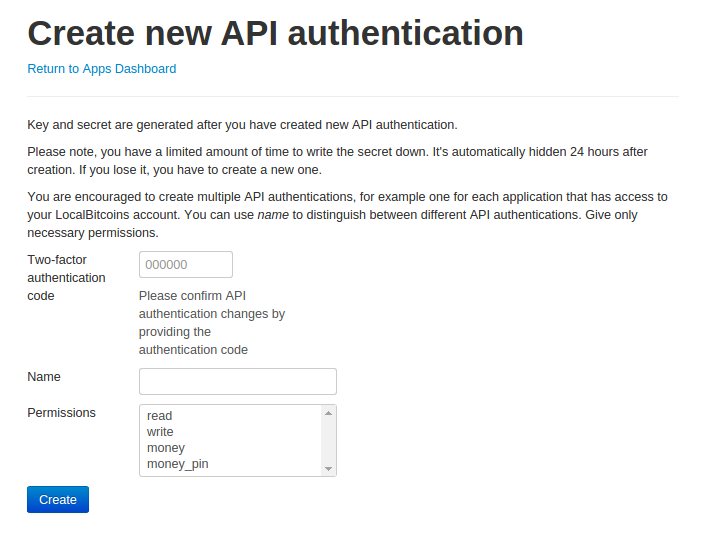 Create new API authentication
Return to Apps Dashboard
Key and secret are generated after you have created new API authentication.
Please note, you have a limited amount of time to write the secret down. It's automatically hidden 24 hours after
creation. If you lose it, you have to create a new one.
You are encouraged to create multiple API authentications, for example one for each application that has access to
your LocalBitcoins account. You can use name to distinguish between different API authentications. Give only
necessary permissions.
Two-factor
authentication
code
000000
Please confirm API
authentication changes by
providing the
authentication code
Name
Permissions
read
write
money
money_pin
Create